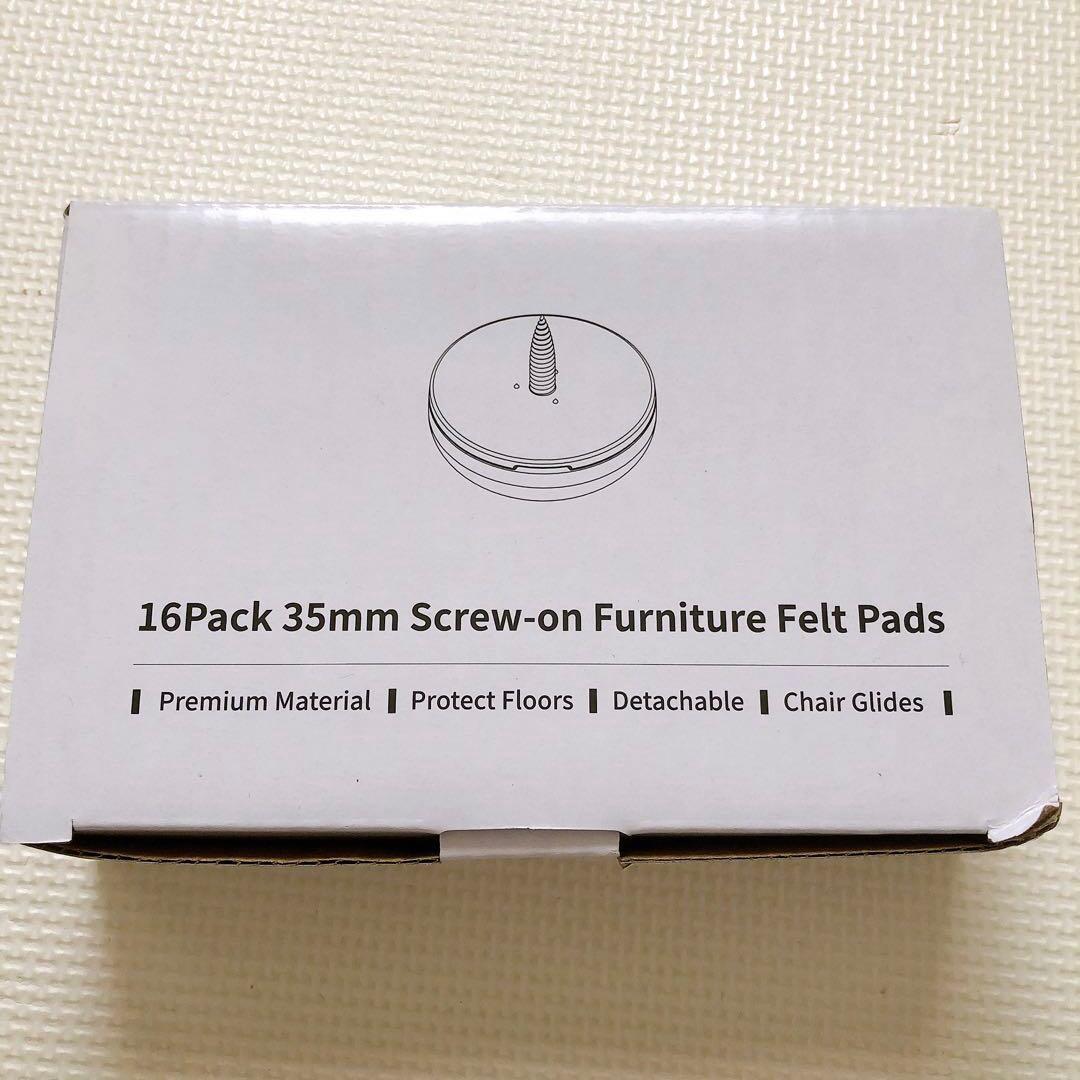 16Pack 35mm Screw-on Furniture Felt Pads
Premium Material | Protect Floors | Detachable | Chair Glides